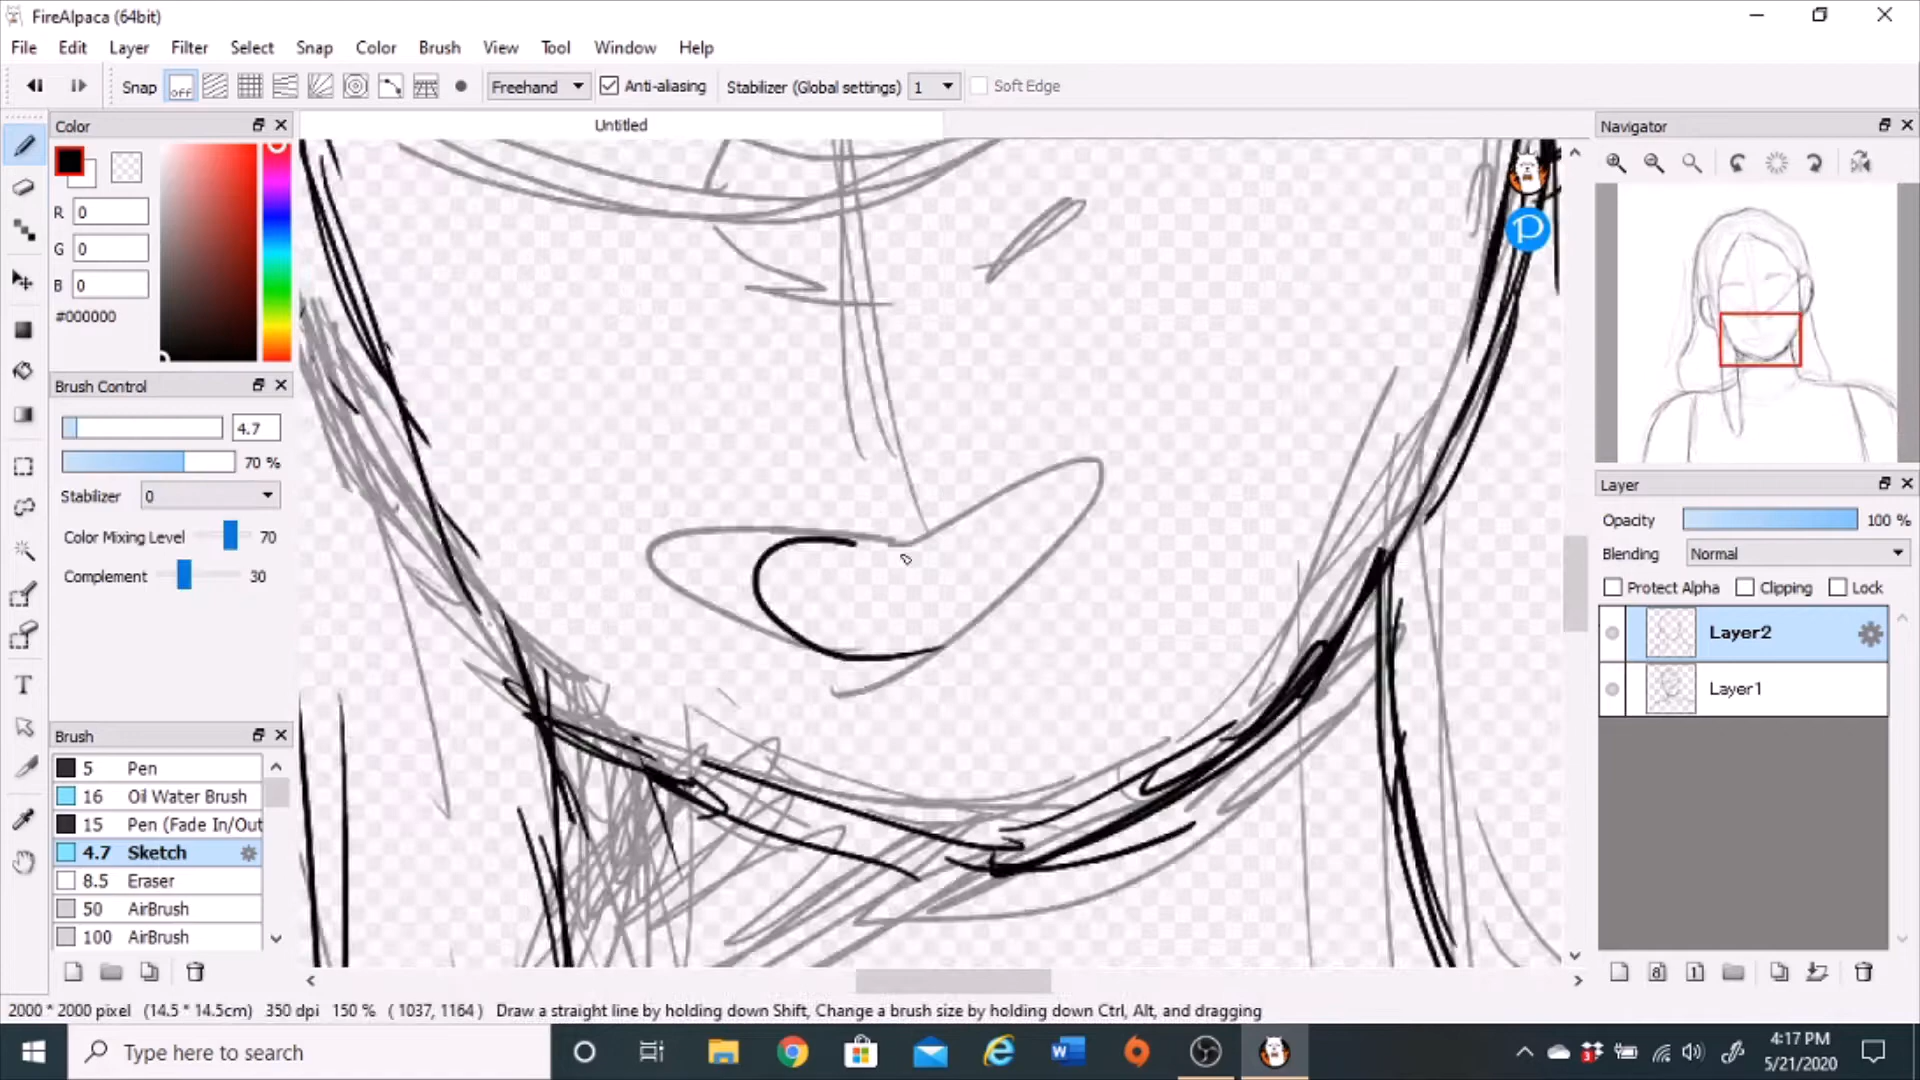 FireAlpaca (64bit)
File Edit Layer Filter Select Snap Color Brush View Tool Window Help
Snap off Freehand Anti-aliasing Stabilizer (Global settings) 1 Soft Edge
Color
Untitled
Navigator
R 0
G 0
B 0
#000000
Brush Control
4.7
70 %
Stabilizer 0
Color Mixing Level 70
Complement 30
Layer
Opacity 100 %
Blending Normal
Protect Alpha Clipping Lock
Layer2
Layer1
Brush
5 Pen
16 Oil Water Brush
15 Pen (Fade In/Out
4.7 Sketch
8.5 Eraser
50 AirBrush
100 AirBrush
2000 * 2000 pixel (14.5 * 14.5cm) 350 dpi 150 % ( 1037, 1164 ) Draw a straight line by holding down Shift, Change a brush size by holding down Ctrl, Alt, and dragging
Type here to search
4:17 PM
5/21/2020